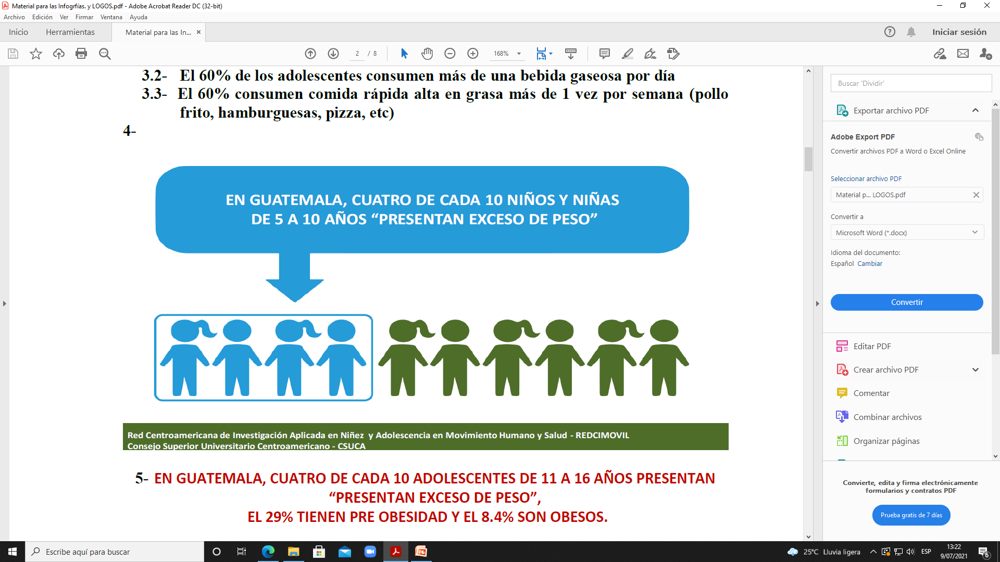 Material para las Infogrfías. y LOGOS.pdf - Adobe Acrobat Reader DC (32-bit)
Archivo Edición Ver Firmar Ventana Ayuda
Inicio Herramientas Material para las In... Iniciar sesión
2 / 8 168%
3.2- El 60% de los adolescentes consumen más de una bebida gaseosa por día
3.3- El 60% consumen comida rápida alta en grasa más de 1 vez por semana (pollo
frito, hamburguesas, pizza, etc)
4-
EN GUATEMALA, CUATRO DE CADA 10 NIÑOS Y NIÑAS
DE 5 A 10 AÑOS “PRESENTAN EXCESO DE PESO”
Red Centroamericana de Investigación Aplicada en Niñez y Adolescencia en Movimiento Humano y Salud - REDCIMOVIL
Consejo Superior Universitario Centroamericano - CSUCA
5- EN GUATEMALA, CUATRO DE CADA 10 ADOLESCENTES DE 11 A 16 AÑOS PRESENTAN
“PRESENTAN EXCESO DE PESO”,
EL 29% TIENEN PRE OBESIDAD Y EL 8.4% SON OBESOS.
Buscar 'Dividir'
Exportar archivo PDF
Adobe Export PDF
Convertir archivos PDF a Word o Excel Online
Seleccionar archivo PDF
Material p... LOGOS.pdf
Convertir a
Microsoft Word (*.docx)
Idioma del documento:
Español Cambiar
Convertir
Editar PDF
Crear archivo PDF
Comentar
Combinar archivos
Organizar páginas
Convierte, edita y firma electrónicamente
formularios y contratos PDF
Prueba gratis de 7 días
Escribe aquí para buscar
25°C Lluvia ligera
ESP
13:22
9/07/2021
6